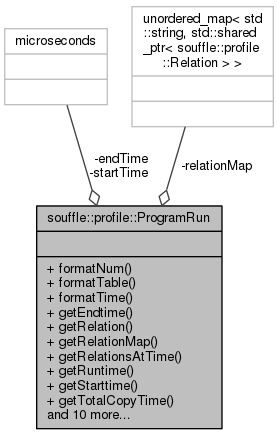 microseconds
unordered_map< std
::string, std::shared
_ptr< souffle::profile
::Relation > >
-endTime
-startTime
-relationMap
souffle::profile::ProgramRun
+ formatNum()
+ formatTable()
+ formatTime()
+ getEndtime()
+ getRelation()
+ getRelationMap()
+ getRelationsAtTime()
+ getRuntime()
+ getStarttime()
+ getTotalCopyTime()
and 10 more...